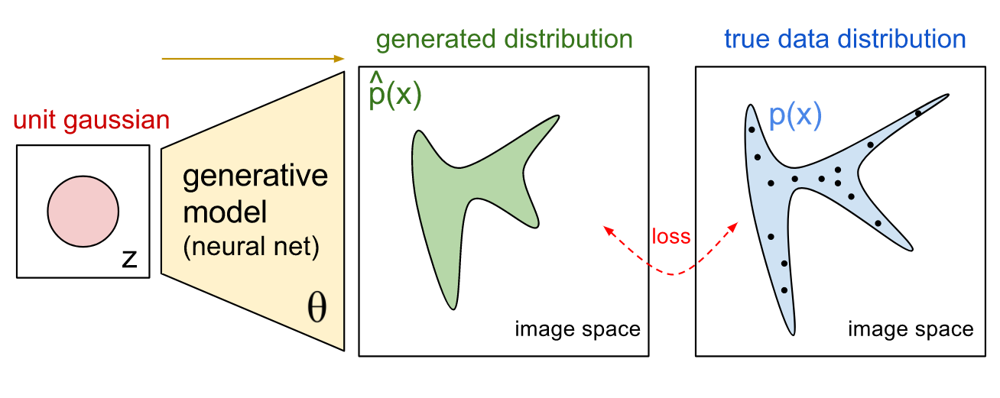 unit gaussian
z
generative
model
(neural net)
θ
generated distribution
p̂(x)
image space
loss
true data distribution
p(x)
image space